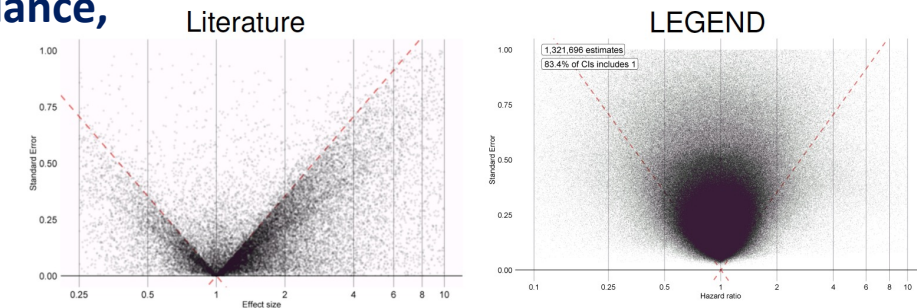 lance,
Literature
LEGEND
1.00
0.75
0.50
0.25
0.00
Standard Error
0.25 0.5 1 2 4 6 8 10
Effect size
1,321,696 estimates
83.4% of CIs includes 1
1.00
0.75
0.50
0.25
0.00
Standard Error
0.1 0.25 0.5 1 2 4 6 8 10
Hazard ratio